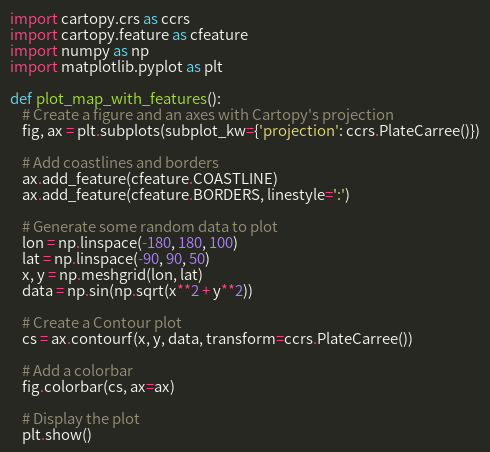 import cartopy.crs as ccrs
import cartopy.feature as cfeature
import numpy as np
import matplotlib.pyplot as plt

def plot_map_with_features():
    # Create a figure and an axes with Cartopy's projection
    fig, ax = plt.subplots(subplot_kw={'projection': ccrs.PlateCarree()})

    # Add coastlines and borders
    ax.add_feature(cfeature.COASTLINE)
    ax.add_feature(cfeature.BORDERS, linestyle=':')

    # Generate some random data to plot
    lon = np.linspace(-180, 180, 100)
    lat = np.linspace(-90, 90, 50)
    x, y = np.meshgrid(lon, lat)
    data = np.sin(np.sqrt(x**2 + y**2))

    # Create a Contour plot
    cs = ax.contourf(x, y, data, transform=ccrs.PlateCarree())

    # Add a colorbar
    fig.colorbar(cs, ax=ax)

    # Display the plot
    plt.show()